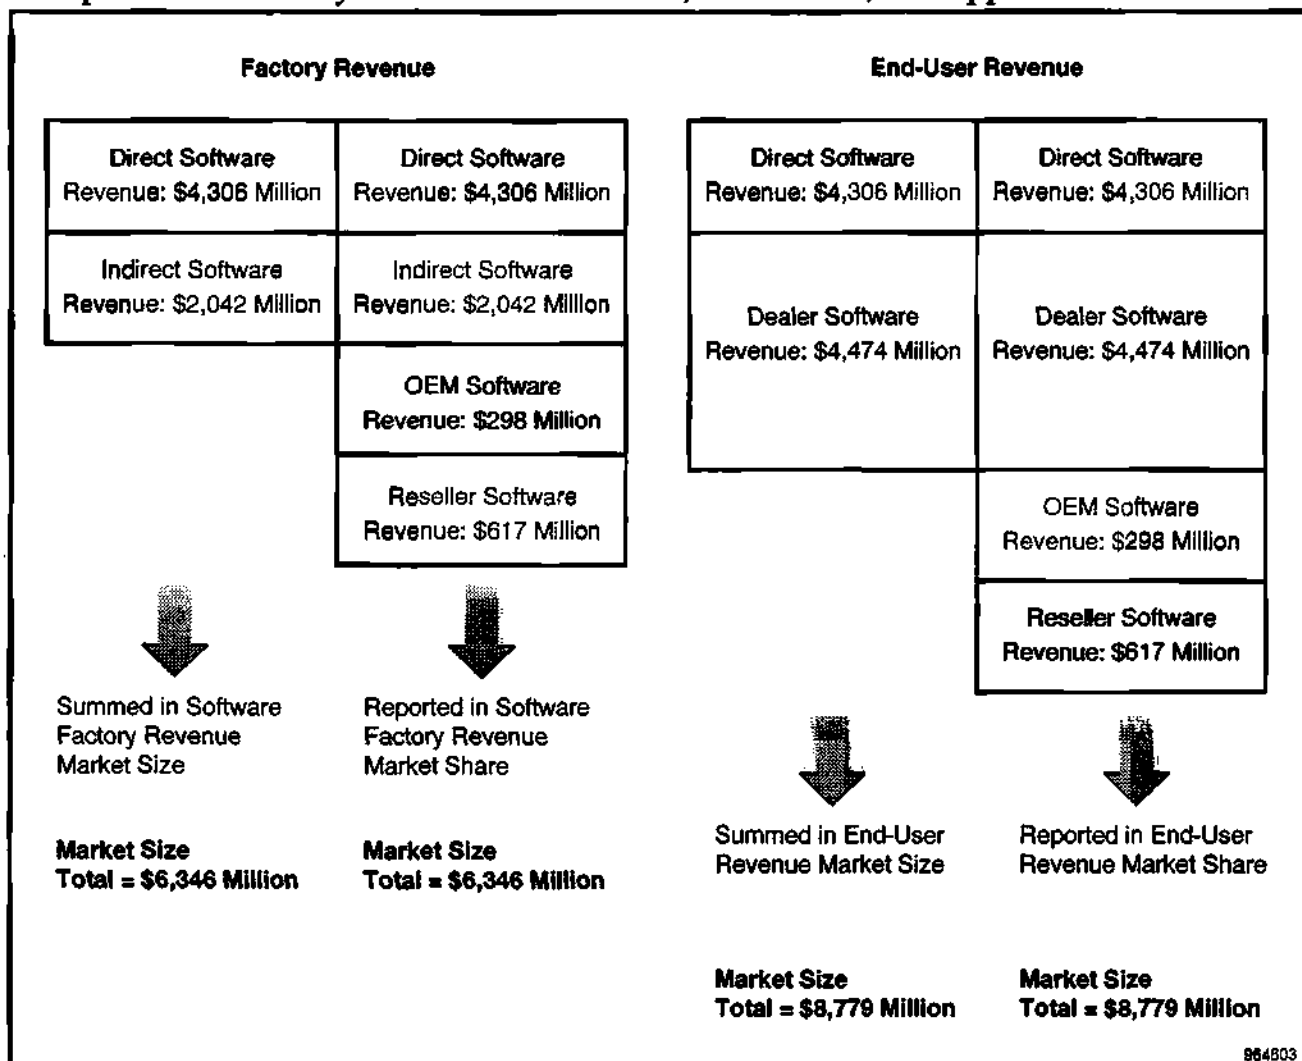 Factory Revenue
End-User Revenue
Direct Software
Revenue: $4,306 Million
Direct Software
Revenue: $4,306 Million
Indirect Software
Revenue: $2,042 Million
Indirect Software
Revenue: $2,042 Million
OEM Software
Revenue: $298 Million
Reseller Software
Revenue: $617 Million
Summed in Software
Factory Revenue
Market Size
Reported in Software
Factory Revenue
Market Share
Market Size
Total = $6,346 Million
Market Size
Total = $6,346 Million
Direct Software
Revenue: $4,306 Million
Direct Software
Revenue: $4,306 Million
Dealer Software
Revenue: $4,474 Million
Dealer Software
Revenue: $4,474 Million
OEM Software
Revenue: $298 Million
Reseller Software
Revenue: $617 Million
Summed in End-User
Revenue Market Size
Reported in End-User
Revenue Market Share
Market Size
Total = $8,779 Million
Market Size
Total = $8,779 Million
964603